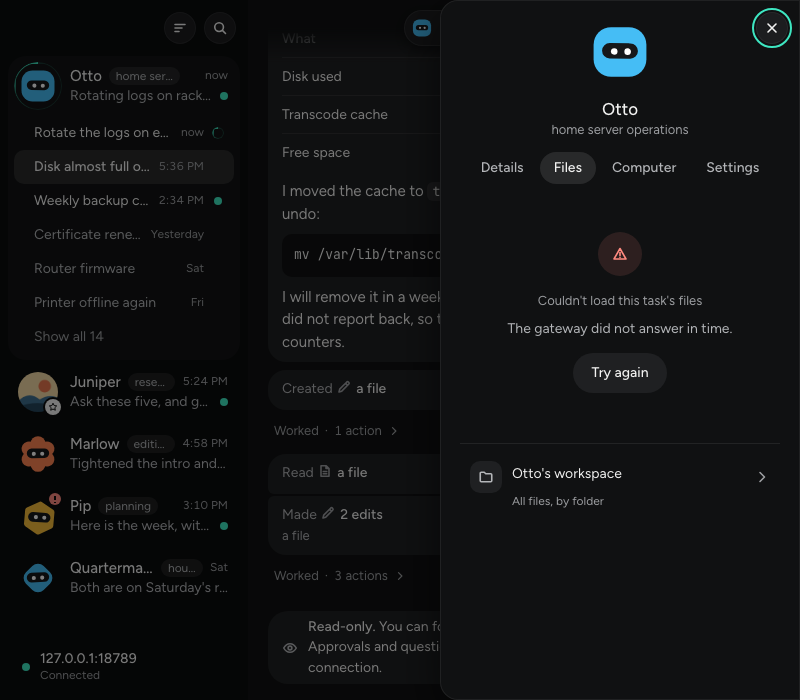 Otto home ser... now
Rotating logs on rack...
Rotate the logs on e... now
Disk almost full o... 5:36 PM
Weekly backup c... 2:34 PM
Certificate rene... Yesterday
Router firmware Sat
Printer offline again Fri
Show all 14
Juniper rese... 5:24 PM
Ask these five, and g...
Marlow editi... 4:58 PM
Tightened the intro and...
Pip planning 3:10 PM
Here is the week, wit...
Quarterma... hou... Sat
Both are on Saturday's r...
127.0.0.1:18789
Connected
What
Disk used
Transcode cache
Free space
I moved the cache to
undo:
mv /var/lib/transco
I will remove it in a week
did not report back, so
counters.
Created a file
Worked · 1 action
Read a file
Made 2 edits
a file
Worked · 3 actions
Read-only. You can
Approvals and questi
connection.
Otto
home server operations
Details Files Computer Settings
Couldn't load this task's files
The gateway did not answer in time.
Try again
Otto's workspace
All files, by folder